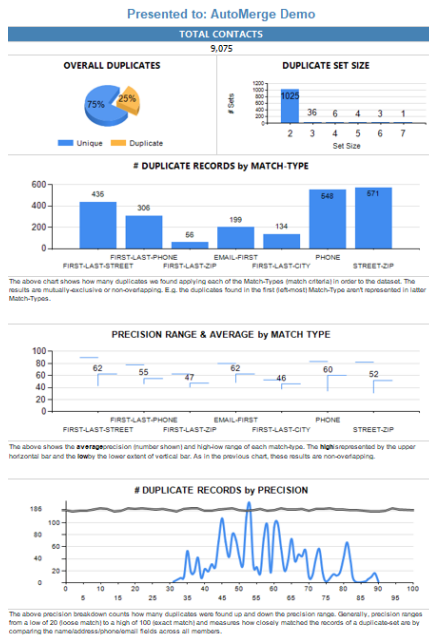 Presented to: AutoMerge Demo
TOTAL CONTACTS
9,075
OVERALL DUPLICATES
75%
25%
Unique
Duplicate
DUPLICATE SET SIZE
# Sets
1200
1000
800
600
400
200
0
1025
36
6
4
3
1
2 3 4 5 6 7
Set Size
# DUPLICATE RECORDS by MATCH-TYPE
600
400
200
0
436
306
56
199
134
548
571
FIRST-LAST-PHONE EMAIL-FIRST PHONE
FIRST-LAST-STREET FIRST-LAST-ZIP FIRST-LAST-CITY STREET-ZIP
The above chart shows how many duplicates we found applying each of the Match-Types (match criteria) in order to the dataset. The
results are mutually-exclusive or non-overlapping. E.g. the duplicates found in the first (left-most) Match-Type aren't represented in latter
Match-Types.
PRECISION RANGE & AVERAGE by MATCH TYPE
100
80
60
40
20
0
62
55
47
62
46
60
52
FIRST-LAST-PHONE EMAIL-FIRST PHONE
FIRST-LAST-STREET FIRST-LAST-ZIP FIRST-LAST-CITY STREET-ZIP
The above shows the averageprecision (number shown) and high-low range of each match-type. The highisrepresented by the upper
horizontal bar and the lowby the lower extent of vertical bar. As in the previous chart, these results are non-overlapping.
# DUPLICATE RECORDS by PRECISION
185
100
80
60
40
20
0
0 10 20 30 40 50 60 70 80 90 100
5 15 25 35 45 55 65 75 85 95
The above precision breakdown counts how many duplicates were found up and down the precision range. Generally, precision ranges
from a low of 20 (loose match) to a high of 100 (exact match) and measures how closely matched the records of a duplicate-set are by
comparing the name/address/phone/email fields across all members.